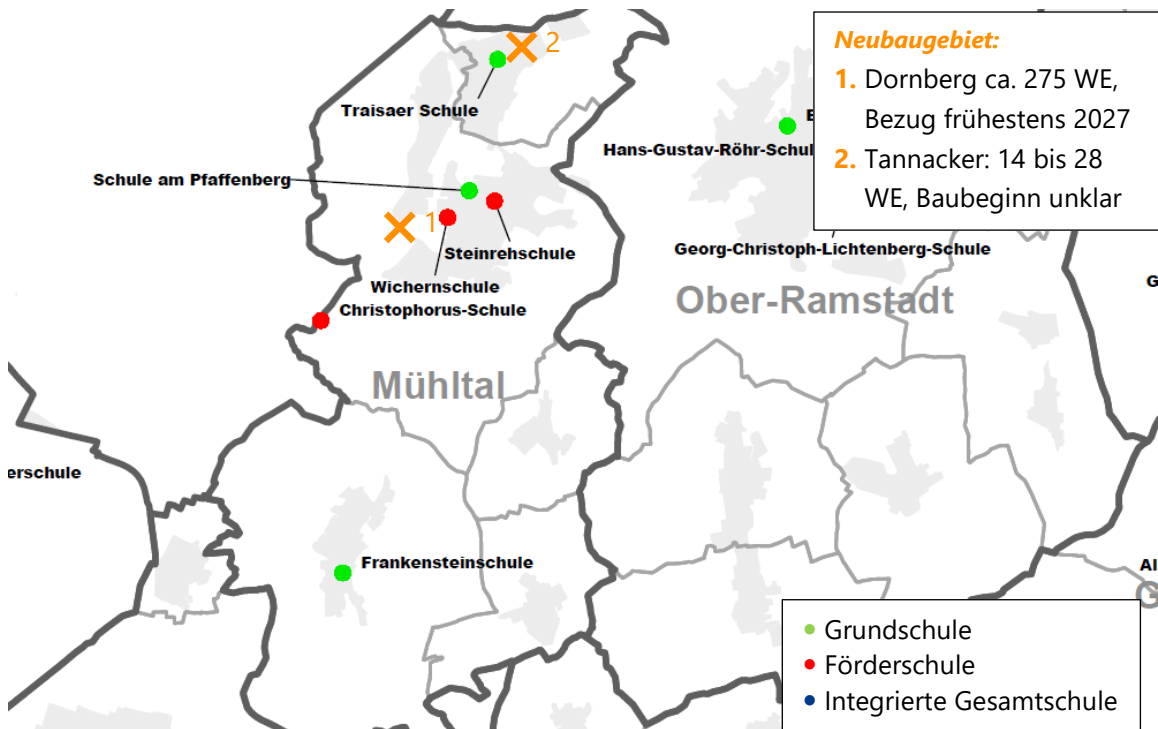 2
Traisaer Schule
Schule am Pfaffenberg
1
Steinrehschule
Wichernschule
Christophorus-Schule
Mühltal
erschule
Frankensteinschule
Hans-Gustav-Röhr-Schul
Georg-Christoph-Lichtenberg-Schule
Ober-Ramstadt
Neubaugebiet:
1. Dornberg ca. 275 WE,
Bezug frühestens 2027
2. Tannacker: 14 bis 28
WE, Baubeginn unklar
G
Al
G
• Grundschule
• Förderschule
• Integrierte Gesamtschule